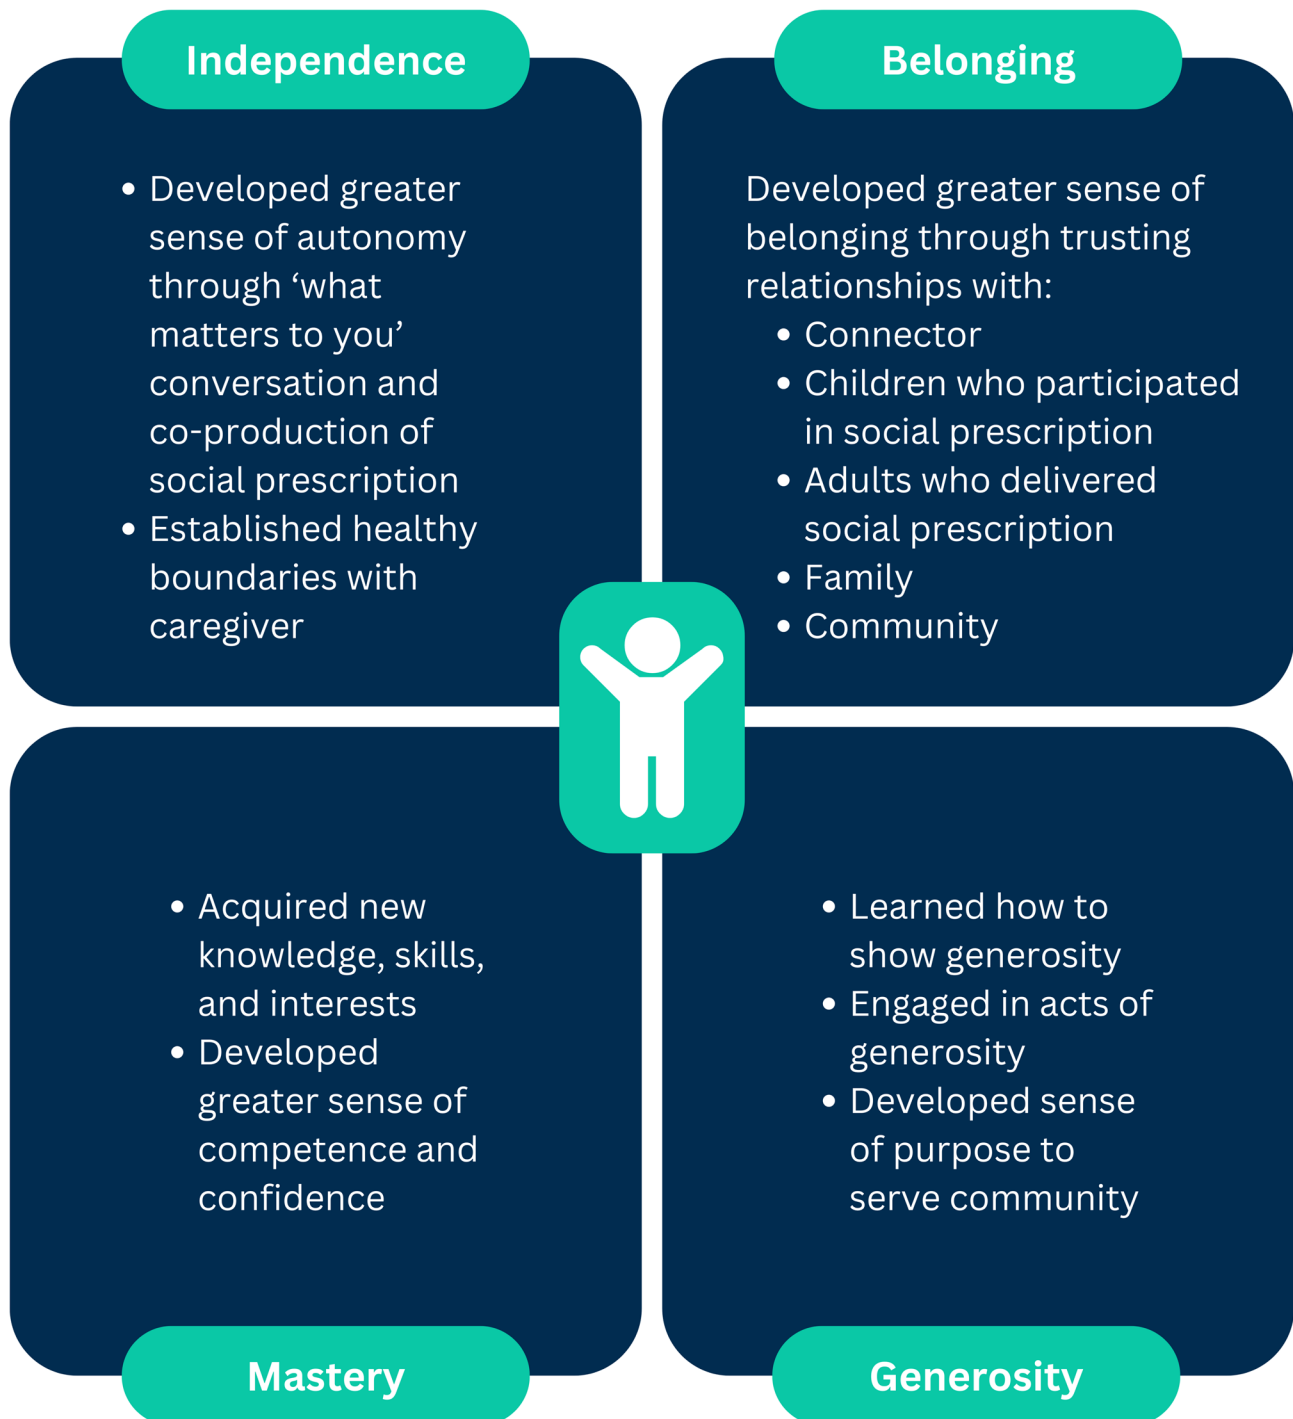 Independence
• Developed greater
sense of autonomy
through ‘what
matters to you’
conversation and
co-production of
social prescription
• Established healthy
boundaries with
caregiver
Belonging
Developed greater sense of
belonging through trusting
relationships with:
• Connector
• Children who participated
in social prescription
• Adults who delivered
social prescription
• Family
• Community
• Acquired new
knowledge, skills,
and interests
• Developed
greater sense of
competence and
confidence
Mastery
• Learned how to
show generosity
• Engaged in acts of
generosity
• Developed sense
of purpose to
serve community
Generosity